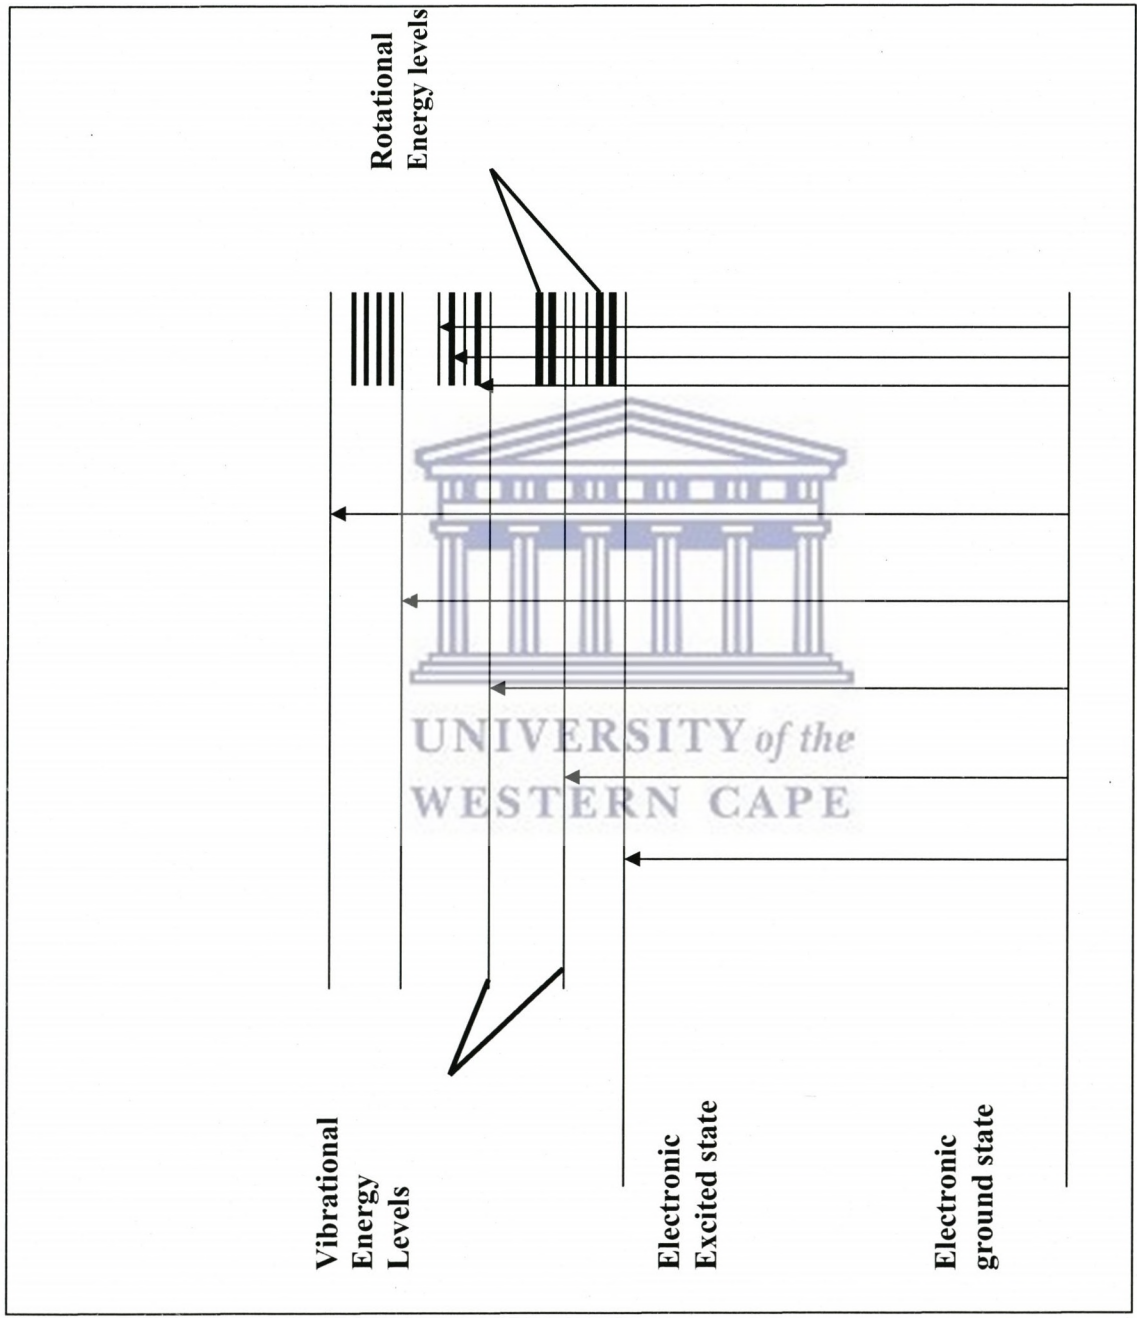 Vibrational
Energy
Levels
Rotational
Energy levels
Electronic
Excited state
Electronic
ground state
UNIVERSITY of the
WESTERN CAPE